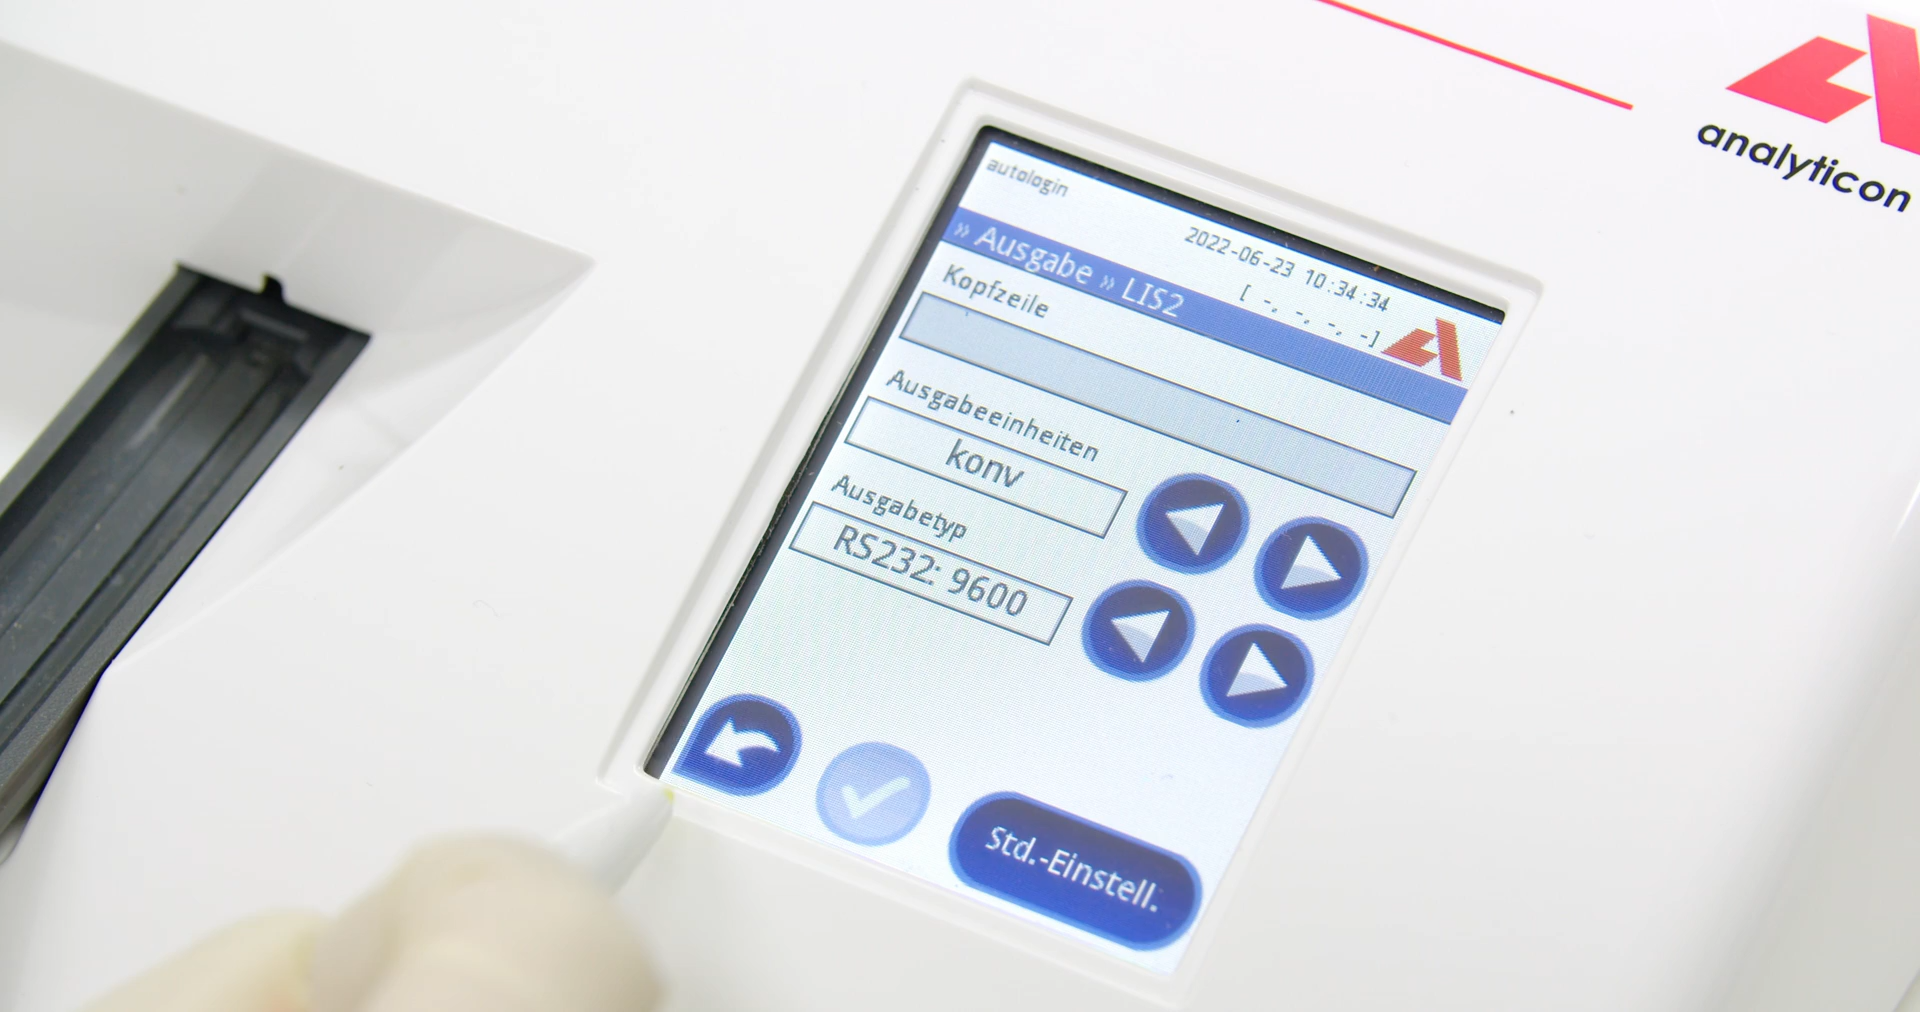 analyticon
autologin
2022-06-23 10:34:34
[ -, -, -, -]
» Ausgabe » LIS2
Kopfzeile
Ausgabeeinheiten
konv
Ausgabetyp
RS232: 9600
Std.-Einstell.